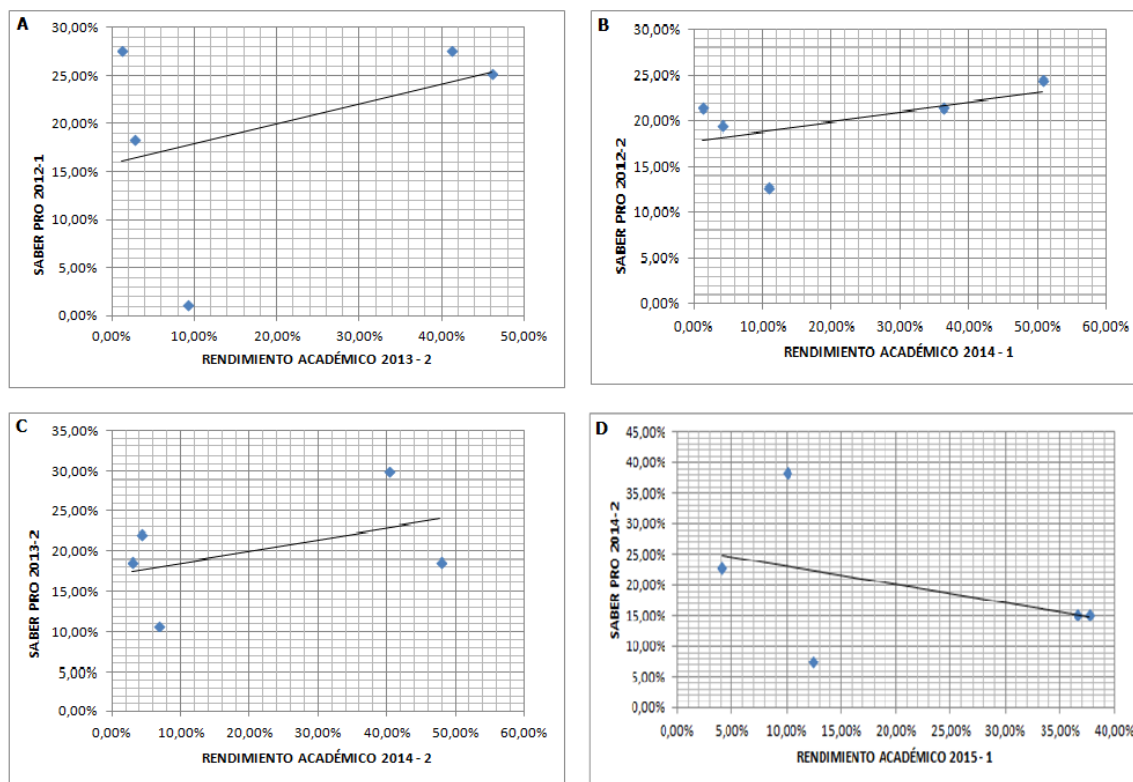 A
30,00%
25,00%
20,00%
15,00%
10,00%
5,00%
0,00%
0,00% 10,00% 20,00% 30,00% 40,00% 50,00%
SABER PRO 2012-1
RENDIMIENTO ACADÉMICO 2013 - 2
B
30,00%
25,00%
20,00%
15,00%
10,00%
5,00%
0,00%
0,00% 10,00% 20,00% 30,00% 40,00% 50,00% 60,00%
SABER PRO 2012-2
RENDIMIENTO ACADÉMICO 2014 - 1
C
35,00%
30,00%
25,00%
20,00%
15,00%
10,00%
5,00%
0,00%
0,00% 10,00% 20,00% 30,00% 40,00% 50,00% 60,00%
SABER PRO 2013-2
RENDIMIENTO ACADÉMICO 2014 - 2
D
45,00%
40,00%
35,00%
30,00%
25,00%
20,00%
15,00%
10,00%
5,00%
0,00%
0,00% 5,00% 10,00% 15,00% 20,00% 25,00% 30,00% 35,00% 40,00%
SABER PRO 2014-2
RENDIMIENTO ACADÉMICO 2015- 1